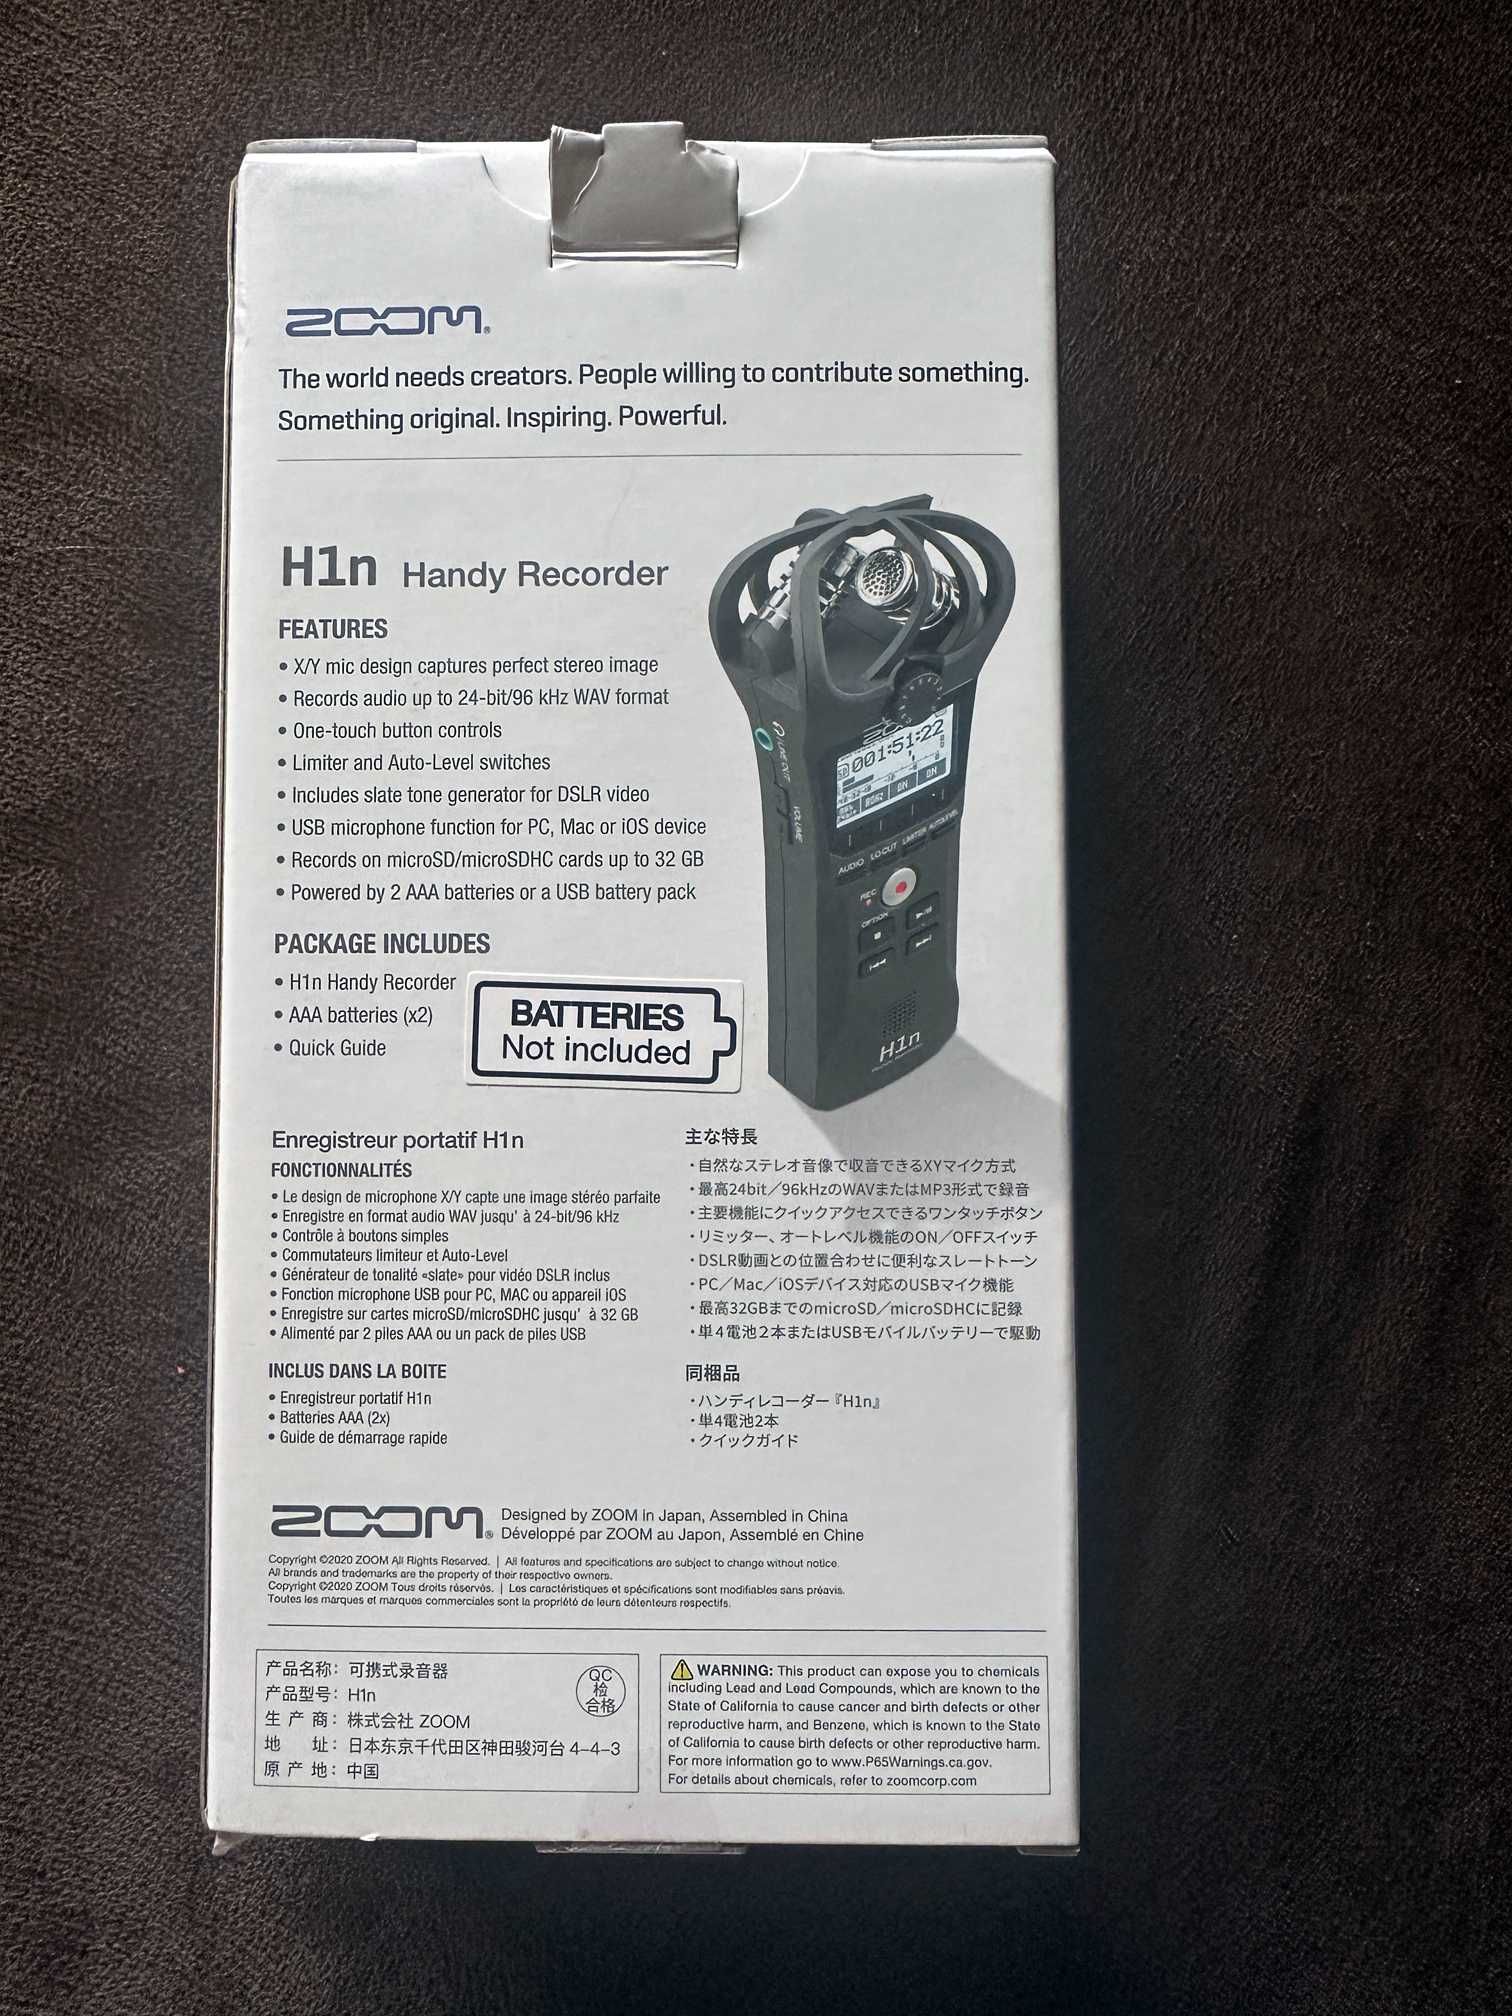 ZOOM®
The world needs creators. People willing to contribute something.
Something original. Inspiring. Powerful.
H1n Handy Recorder
FEATURES
• X/Y mic design captures perfect stereo image
• Records audio up to 24-bit/96 kHz WAV format
• One-touch button controls
• Limiter and Auto-Level switches
• Includes slate tone generator for DSLR video
• USB microphone function for PC, Mac or iOS device
• Records on microSD/microSDHC cards up to 32 GB
• Powered by 2 AAA batteries or a USB battery pack
PACKAGE INCLUDES
• H1n Handy Recorder
• AAA batteries (x2)
• Quick Guide
BATTERIES
Not included
LINE OUT
VOLUME
ZOOM
001:51:22
80Hz ON ON
AUDIO LO CUT LIMITER AUTO LEVEL
REC
OPTION
H1n
Enregistreur portatif H1n
FONCTIONNALITÉS
• Le design de microphone X/Y capte une image stéréo parfaite
• Enregistre en format audio WAV jusqu' à 24-bit/96 kHz
• Contrôle à boutons simples
• Commutateurs limiteur et Auto-Level
• Générateur de tonalité «slate» pour vidéo DSLR inclus
• Fonction microphone USB pour PC, MAC ou appareil iOS
• Enregistre sur cartes microSD/microSDHC jusqu' à 32 GB
• Alimenté par 2 piles AAA ou un pack de piles USB
INCLUS DANS LA BOITE
• Enregistreur portatif H1n
• Batteries AAA (2x)
• Guide de démarrage rapide
主な特長
・自然なステレオ音像で収音できるXYマイク方式
・最高24bit／96kHzのWAVまたはMP3形式で録音
・主要機能にクイックアクセスできるワンタッチボタン
・リミッター、オートレベル機能のON／OFFスイッチ
・DSLR動画との位置合わせに便利なスレートトーン
・PC／Mac／iOSデバイス対応のUSBマイク機能
・最高32GBまでのmicroSD／microSDHCに記録
・単4電池2本またはUSBモバイルバッテリーで駆動
同梱品
・ハンディレコーダー『H1n』
・単4電池2本
・クイックガイド
ZOOM®
Designed by ZOOM in Japan, Assembled in China
Développé par ZOOM au Japon, Assemblé en Chine
Copyright ©2020 ZOOM All Rights Reserved. | All features and specifications are subject to change without notice.
All brands and trademarks are the property of their respective owners.
Copyright ©2020 ZOOM Tous droits réservés. | Les caractéristiques et spécifications sont modifiables sans préavis.
Toutes les marques et marques commerciales sont la propriété de leurs détenteurs respectifs.
产品名称：可携式录音器
产品型号：H1n
生产商：株式会社 ZOOM
地址：日本东京千代田区神田骏河台 4-4-3
原产地：中国
QC
检
合格
WARNING: This product can expose you to chemicals
including Lead and Lead Compounds, which are known to the
State of California to cause cancer and birth defects or other
reproductive harm, and Benzene, which is known to the State
of California to cause birth defects or other reproductive harm.
For more information go to www.P65Warnings.ca.gov.
For details about chemicals, refer to zoomcorp.com